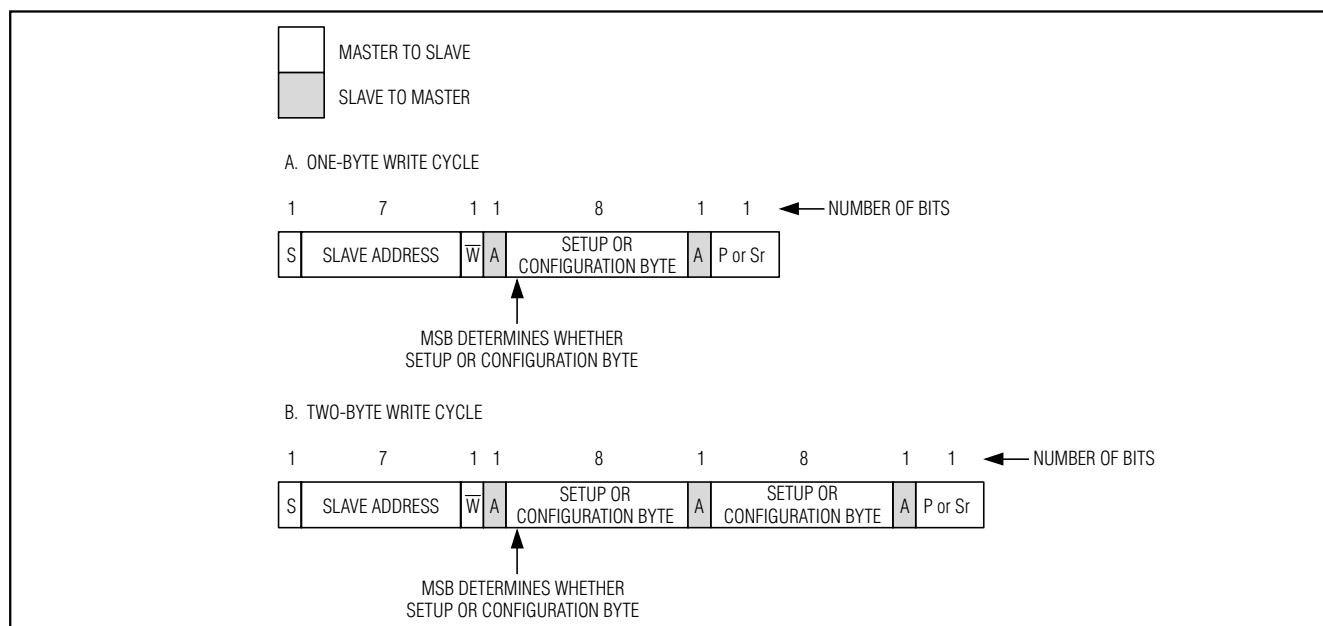 MASTER TO SLAVE
SLAVE TO MASTER
A. ONE-BYTE WRITE CYCLE
1 7 1 1 8 1 1 NUMBER OF BITS
S SLAVE ADDRESS W̅ A SETUP OR CONFIGURATION BYTE A P or Sr
MSB DETERMINES WHETHER
SETUP OR CONFIGURATION BYTE
B. TWO-BYTE WRITE CYCLE
1 7 1 1 8 1 8 1 1 NUMBER OF BITS
S SLAVE ADDRESS W̅ A SETUP OR CONFIGURATION BYTE A SETUP OR CONFIGURATION BYTE A P or Sr
MSB DETERMINES WHETHER
SETUP OR CONFIGURATION BYTE